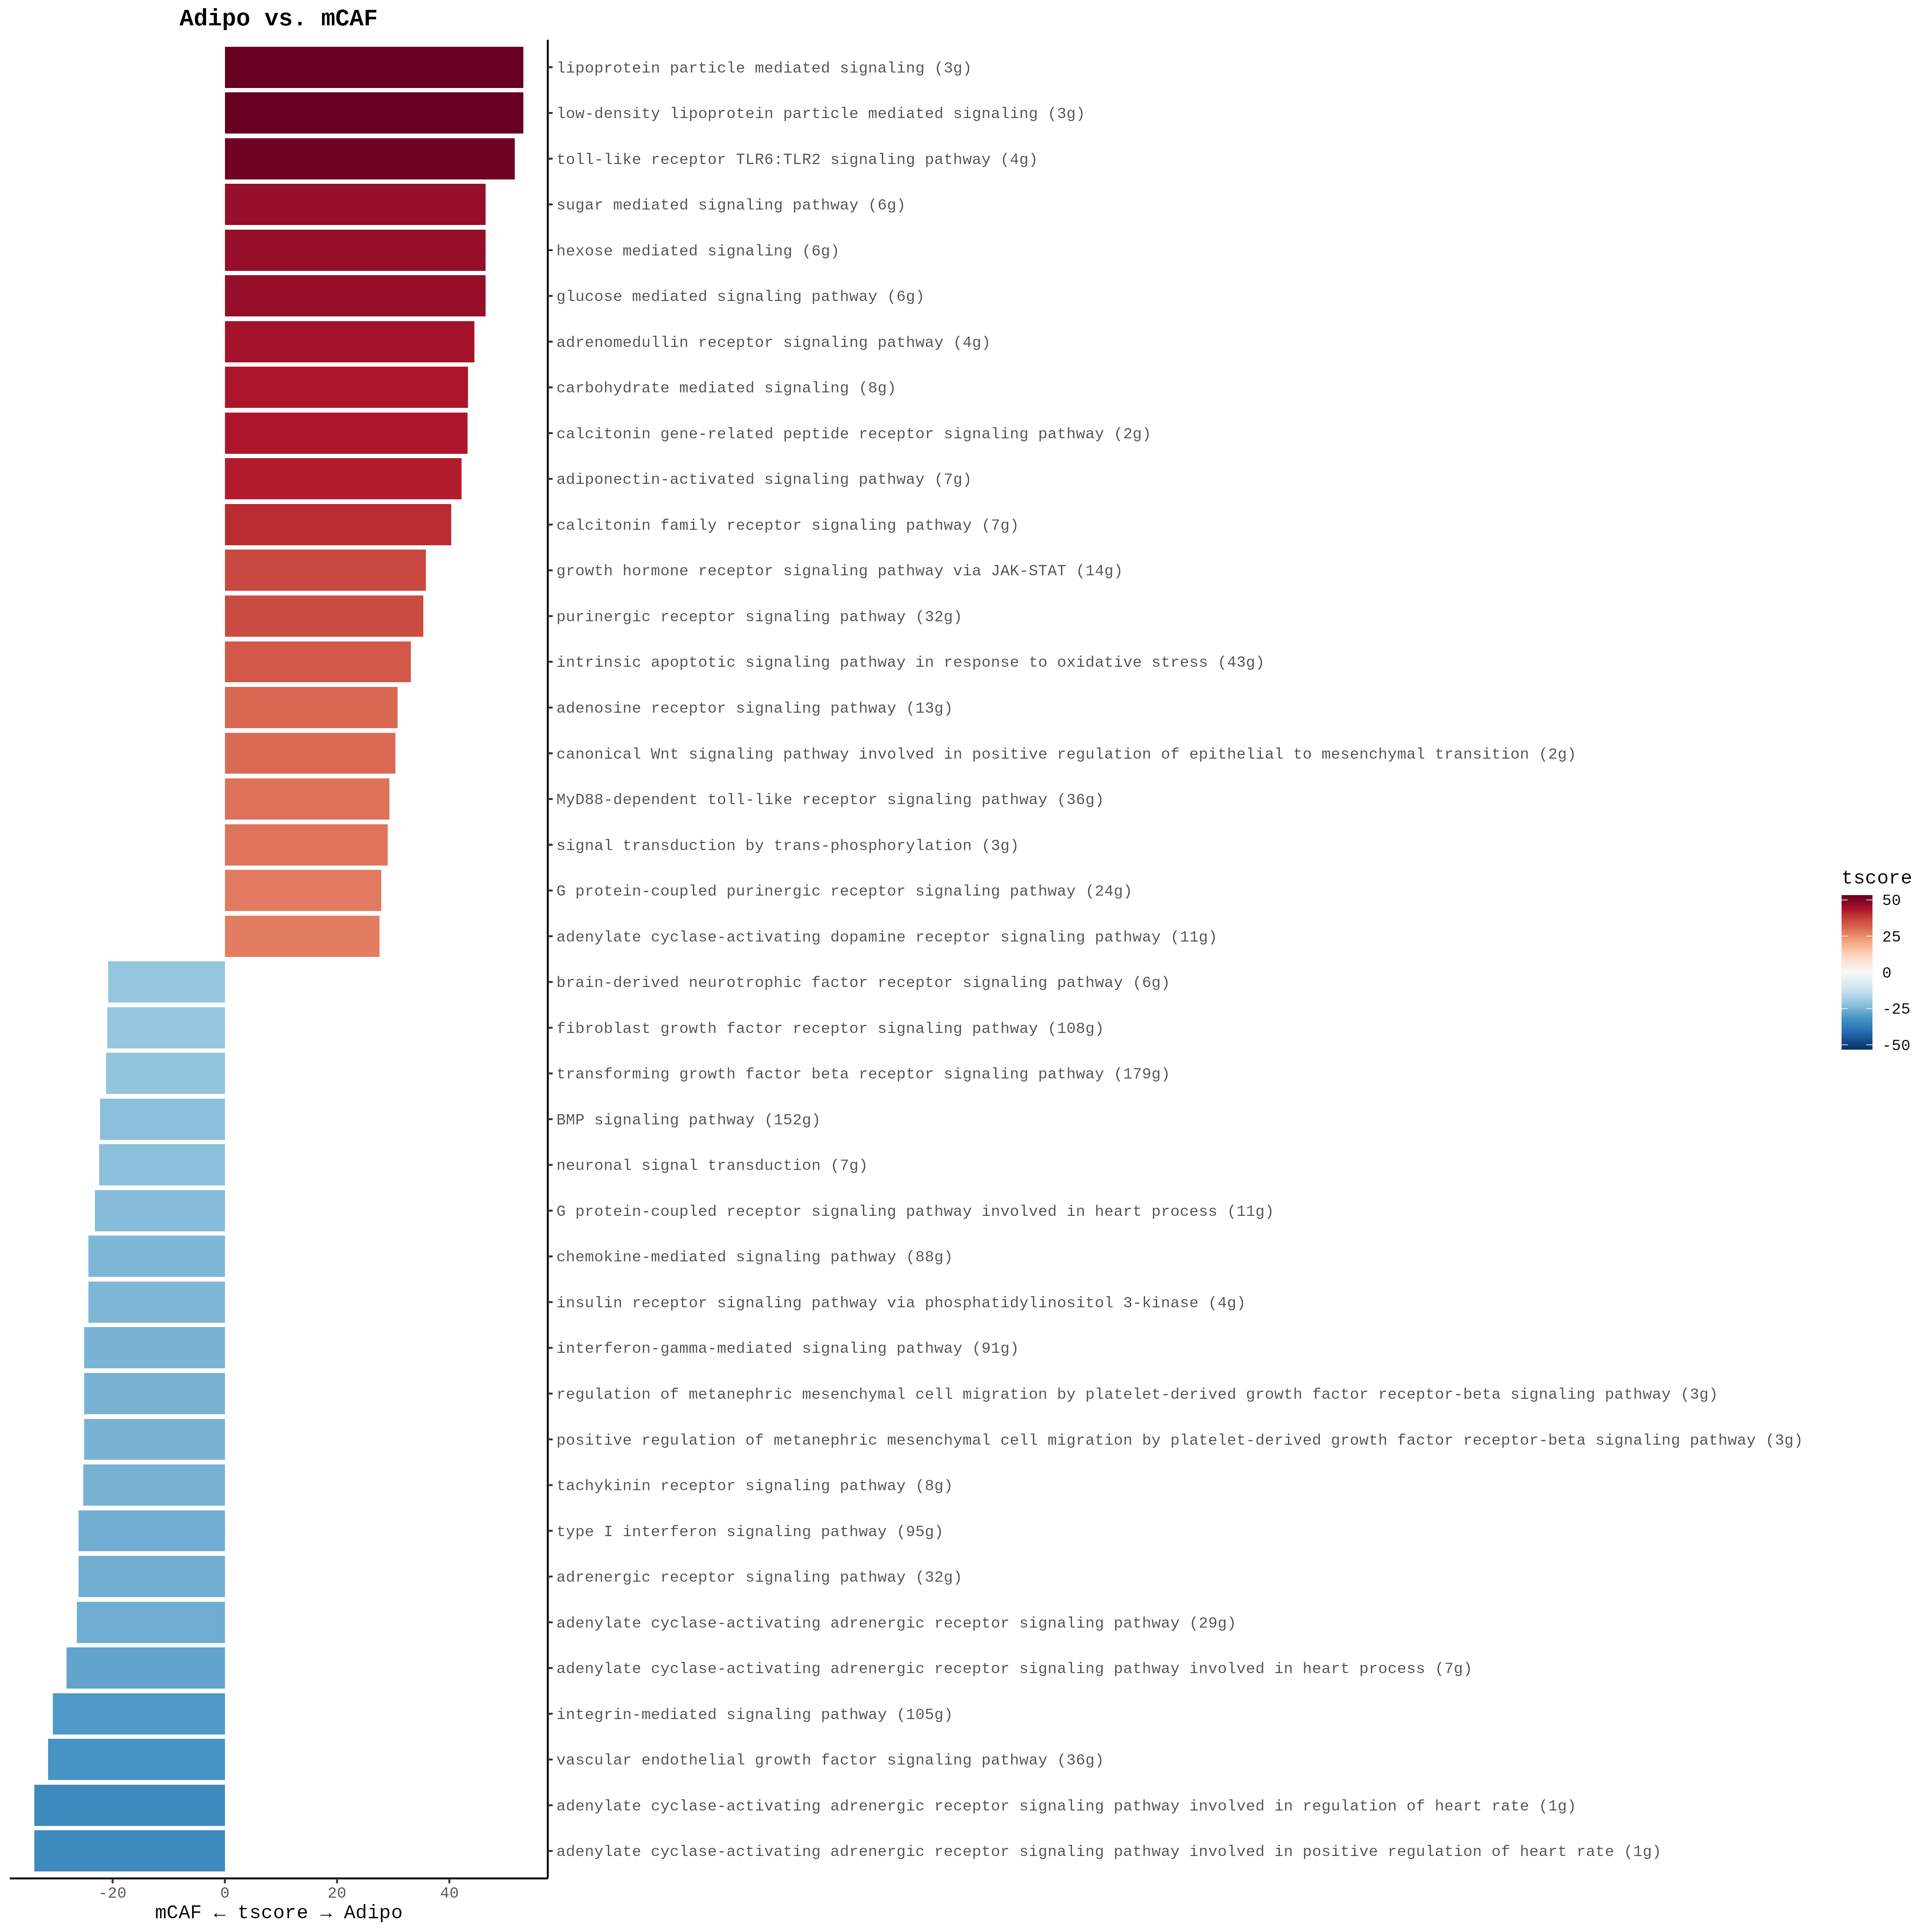 Adipo vs. mCAF
lipoprotein particle mediated signaling (3g)
low-density lipoprotein particle mediated signaling (3g)
toll-like receptor TLR6:TLR2 signaling pathway (4g)
sugar mediated signaling pathway (6g)
hexose mediated signaling (6g)
glucose mediated signaling pathway (6g)
adrenomedullin receptor signaling pathway (4g)
carbohydrate mediated signaling (8g)
calcitonin gene-related peptide receptor signaling pathway (2g)
adiponectin-activated signaling pathway (7g)
calcitonin family receptor signaling pathway (7g)
growth hormone receptor signaling pathway via JAK-STAT (14g)
purinergic receptor signaling pathway (32g)
intrinsic apoptotic signaling pathway in response to oxidative stress (43g)
adenosine receptor signaling pathway (13g)
canonical Wnt signaling pathway involved in positive regulation of epithelial to mesenchymal transition (2g)
MyD88-dependent toll-like receptor signaling pathway (36g)
signal transduction by trans-phosphorylation (3g)
G protein-coupled purinergic receptor signaling pathway (24g)
adenylate cyclase-activating dopamine receptor signaling pathway (11g)
brain-derived neurotrophic factor receptor signaling pathway (6g)
fibroblast growth factor receptor signaling pathway (108g)
transforming growth factor beta receptor signaling pathway (179g)
BMP signaling pathway (152g)
neuronal signal transduction (7g)
G protein-coupled receptor signaling pathway involved in heart process (11g)
chemokine-mediated signaling pathway (88g)
insulin receptor signaling pathway via phosphatidylinositol 3-kinase (4g)
interferon-gamma-mediated signaling pathway (91g)
regulation of metanephric mesenchymal cell migration by platelet-derived growth factor receptor-beta signaling pathway (3g)
positive regulation of metanephric mesenchymal cell migration by platelet-derived growth factor receptor-beta signaling pathway (3g)
tachykinin receptor signaling pathway (8g)
type I interferon signaling pathway (95g)
adrenergic receptor signaling pathway (32g)
adenylate cyclase-activating adrenergic receptor signaling pathway (29g)
adenylate cyclase-activating adrenergic receptor signaling pathway involved in heart process (7g)
integrin-mediated signaling pathway (105g)
vascular endothelial growth factor signaling pathway (36g)
adenylate cyclase-activating adrenergic receptor signaling pathway involved in regulation of heart rate (1g)
adenylate cyclase-activating adrenergic receptor signaling pathway involved in positive regulation of heart rate (1g)
-20 0 20 40
mCAF ← tscore → Adipo
tscore
50
25
0
-25
-50